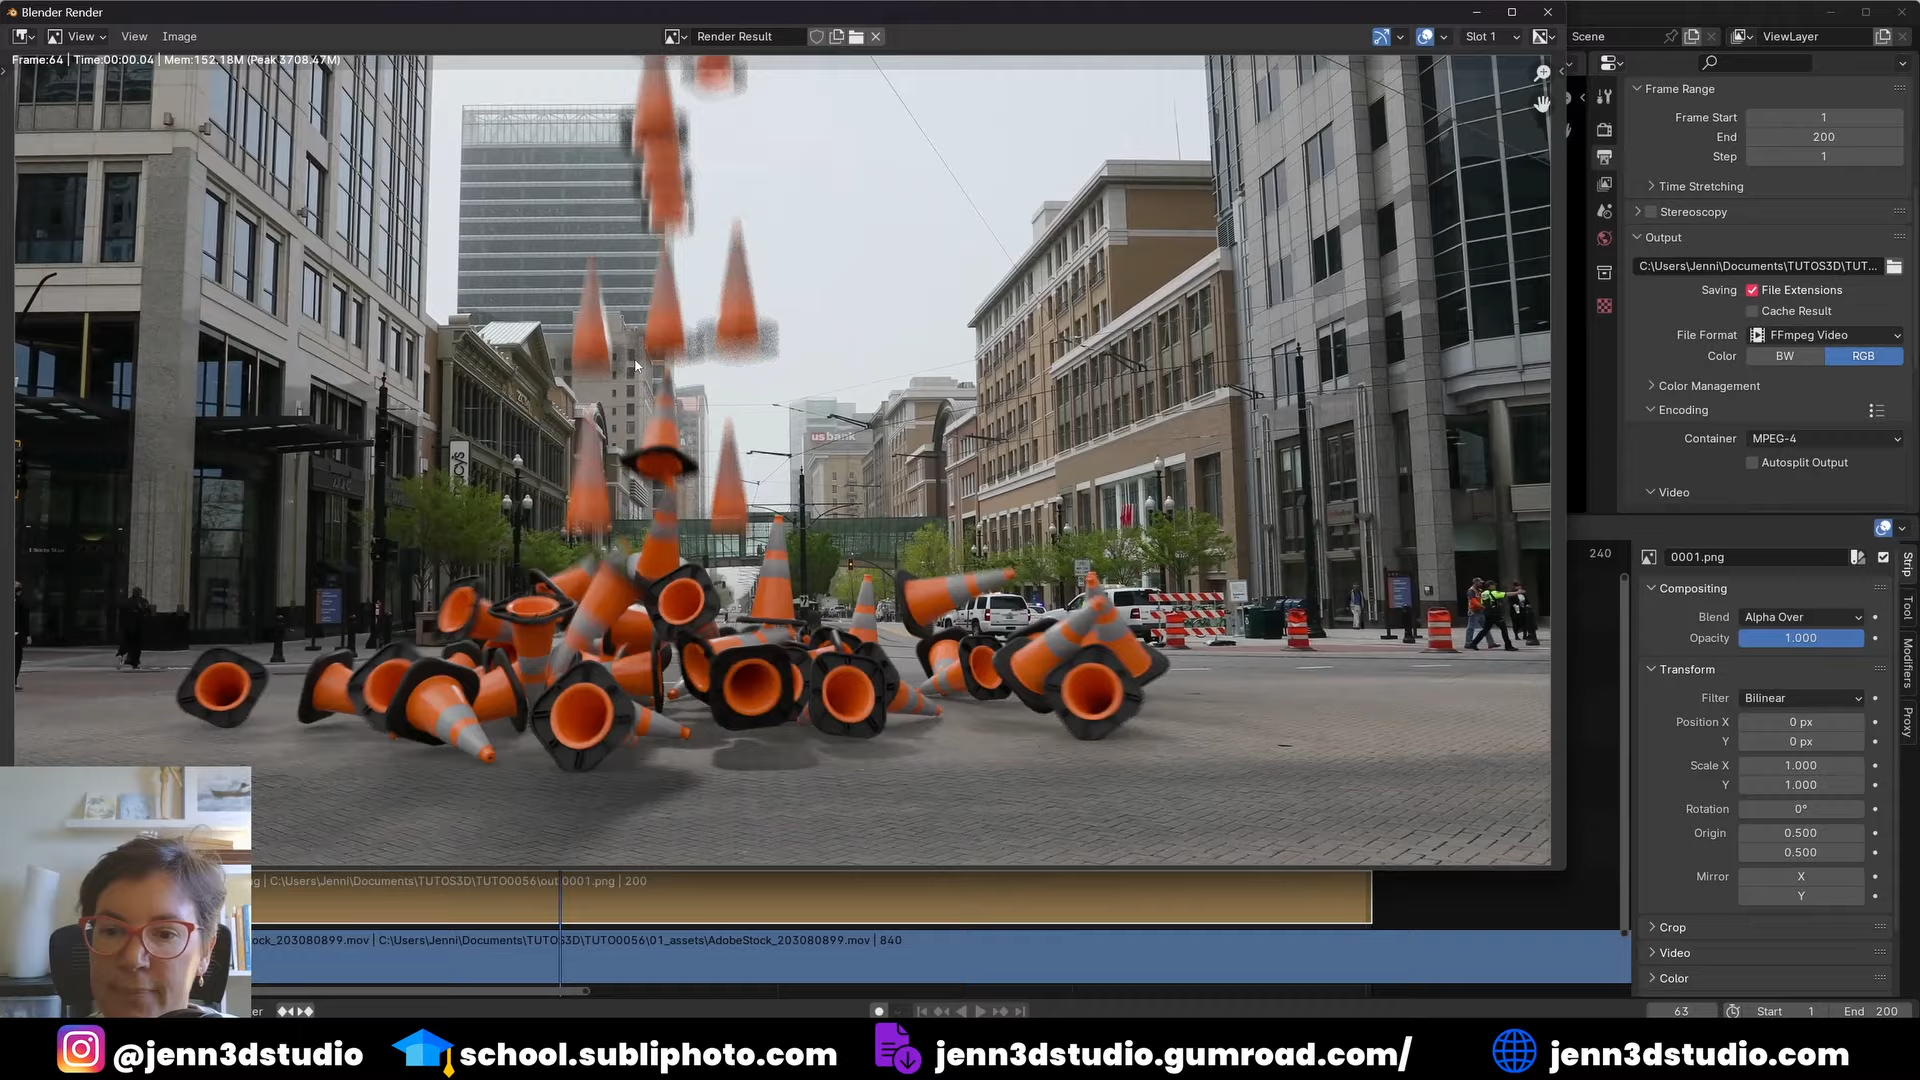 Blender Render
View
View
Image
Render Result
Slot 1
Scene
ViewLayer
Frame:64 | Time:00:00.04 | Mem:152.18M (Peak 3708.47M)
Frame Range
Frame Start 1
End 200
Step 1
Time Stretching
Stereoscopy
Output
C:\Users\Jenni\Documents\TUTOS3D\TUT...
Saving File Extensions
Cache Result
File Format FFmpeg Video
Color BW RGB
Color Management
Encoding
Container MPEG-4
Autosplit Output
Video
usbank
240
0001.png
Strip
Tool
Modifiers
Proxy
Compositing
Blend Alpha Over
Opacity 1.000
Transform
Filter Bilinear
Position X 0 px
Y 0 px
Scale X 1.000
Y 1.000
Rotation 0°
Origin 0.500
0.500
Mirror X
Y
Crop
Video
Color
ng | C:\Users\Jenni\Documents\TUTOS3D\TUTO0056\out\0001.png | 200
ock_203080899.mov | C:\Users\Jenni\Documents\TUTOS3D\TUTO0056\01_assets\AdobeStock_203080899.mov | 840
er
63
Start 1
End 200
@jenn3dstudio
school.subliphoto.com
jenn3dstudio.gumroad.com/
jenn3dstudio.com